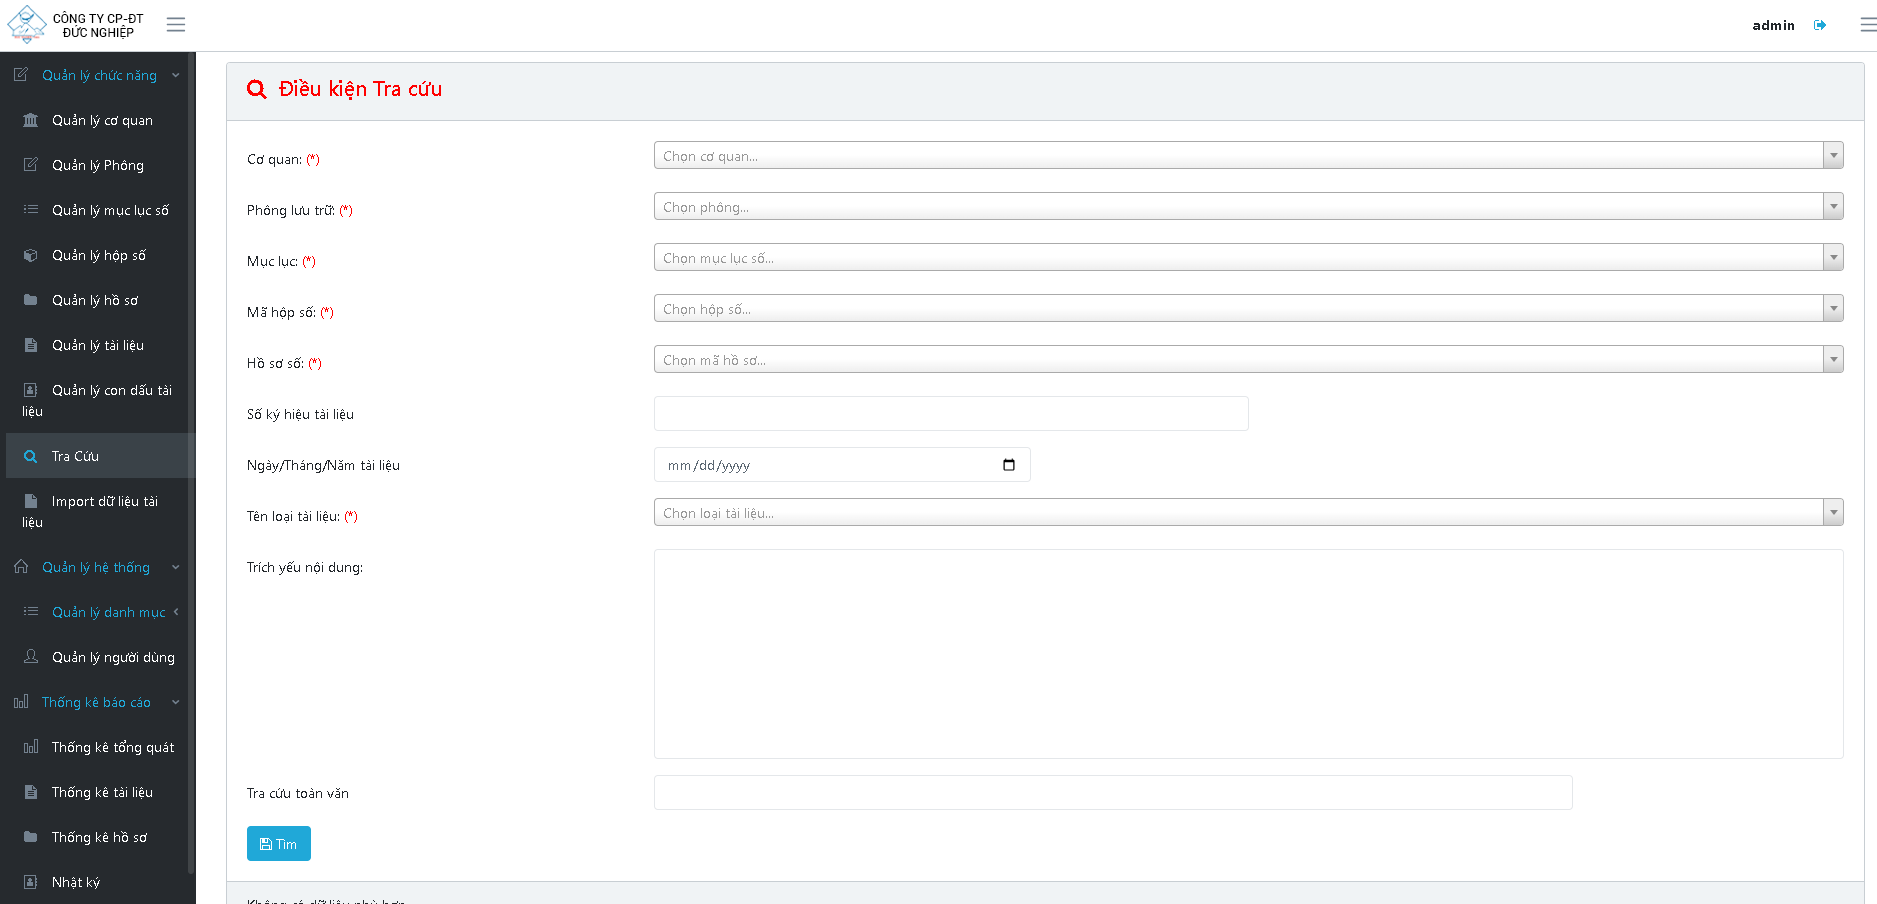 CÔNG TY CP-ĐT
ĐỨC NGHIỆP
admin
Quản lý chức năng
Quản lý cơ quan
Quản lý Phông
Quản lý mục lục số
Quản lý hộp số
Quản lý hồ sơ
Quản lý tài liệu
Quản lý con dấu tài
liệu
Tra Cứu
Import dữ liệu tài
liệu
Quản lý hệ thống
Quản lý danh mục
Quản lý người dùng
Thống kê báo cáo
Thống kê tổng quát
Thống kê tài liệu
Thống kê hồ sơ
Nhật ký
Điều kiện Tra cứu
Cơ quan: (*)
Chọn cơ quan...
Phông lưu trữ: (*)
Chọn phông...
Mục lục: (*)
Chọn mục lục số...
Mã hộp số: (*)
Chọn hộp số...
Hồ sơ số: (*)
Chọn mã hồ sơ...
Số ký hiệu tài liệu
Ngày/Tháng/Năm tài liệu
mm/dd/yyyy
Tên loại tài liệu: (*)
Chọn loại tài liệu...
Trích yếu nội dung:
Tra cứu toàn văn
Tìm
Không có dữ liệu phù hợp